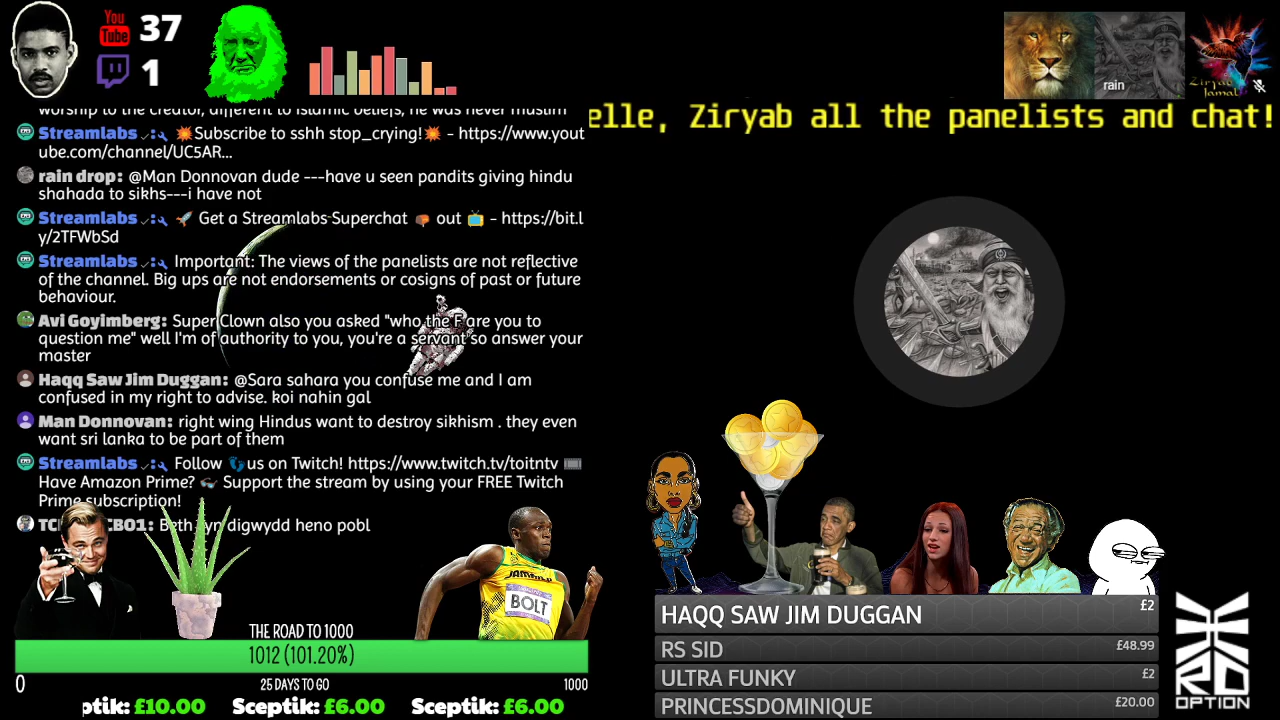 You
Tube
37
1
rain
Ziryab
Jamal
elle, Ziryab all the panelists and chat!
worship to the creator, different to islamic beliefs, he was never muslim
Streamlabs 💥Subscribe to sshh stop_crying!💥 - https://www.yout
ube.com/channel/UC5AR...
rain drop: @Man Donnovan dude ---have u seen pandits giving hindu
shahada to sikhs---i have not
Streamlabs 🚀 Get a Streamlabs Superchat out 📺 - https://bit.l
y/2TFWbSd
Streamlabs Important: The views of the panelists are not reflective
of the channel. Big ups are not endorsements or cosigns of past or future
behaviour.
Avi Goyimberg: Super Clown also you asked "who the F are you to
question me" well I'm of authority to you, you're a servant so answer your
master
Haqq Saw Jim Duggan: @Sara sahara you confuse me and I am
confused in my right to advise. koi nahin gal
Man Donnovan: right wing Hindus want to destroy sikhism . they even
want sri lanka to be part of them
Streamlabs Follow 👣us on Twitch! https://www.twitch.tv/toitntv
Have Amazon Prime? Support the stream by using your FREE Twitch
Prime subscription!
Beth digwydd heno pobl
JAMAICA
BOLT
THE ROAD TO 1000
1012 (101.20%)
0
25 DAYS TO GO
1000
ptik: £10.00 Sceptik: £6.00 Sceptik: £6.00
HAQQ SAW JIM DUGGAN £2
RS SID £48.99
ULTRA FUNKY £2
PRINCESSDOMINIQUE £20.00
OPTION